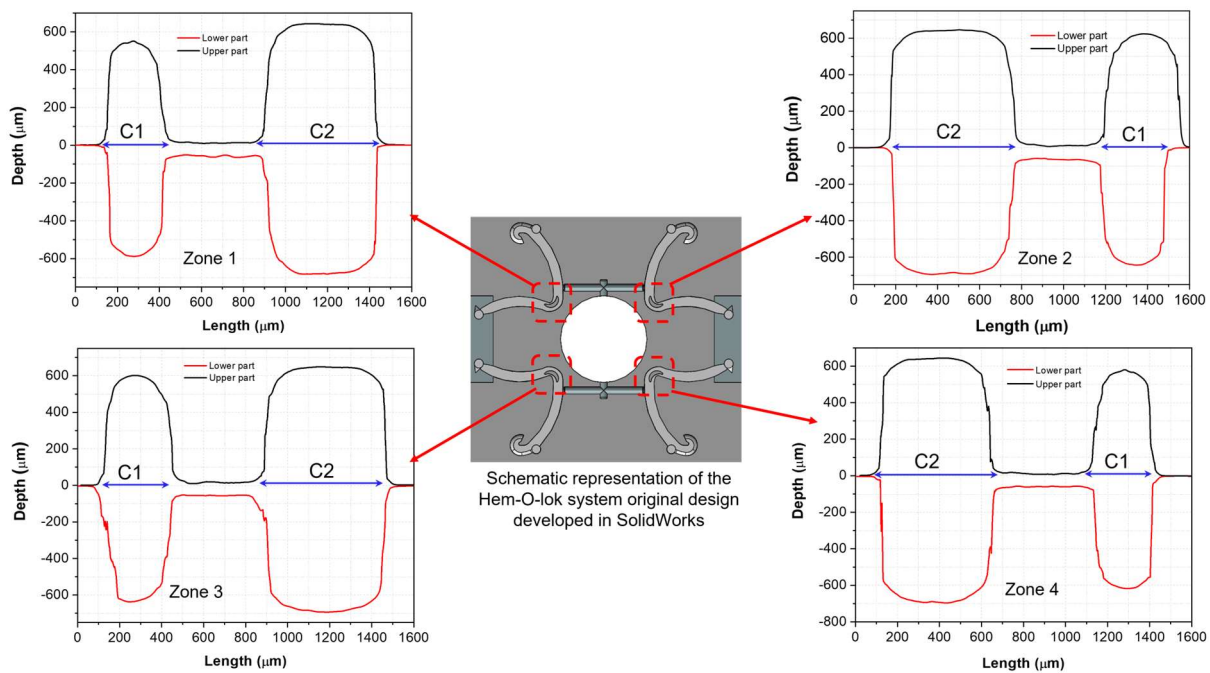 Lower part
Upper part
600
400
200
0
-200
-400
-600
Depth (μm)
C1
C2
Zone 1
0 200 400 600 800 1000 1200 1400 1600
Length (μm)
Lower part
Upper part
600
400
200
0
-200
-400
-600
Depth (μm)
C2
C1
Zone 2
0 200 400 600 800 1000 1200 1400 1600
Length (μm)
Schematic representation of the
Hem-O-lok system original design
developed in SolidWorks
Lower part
Upper part
600
400
200
0
-200
-400
-600
Depth (μm)
C1
C2
Zone 3
0 200 400 600 800 1000 1200 1400 1600
Length (μm)
Lower part
Upper part
600
400
200
0
-200
-400
-600
-800
Depth (μm)
C2
C1
Zone 4
0 200 400 600 800 1000 1200 1400 1600
Length (μm)